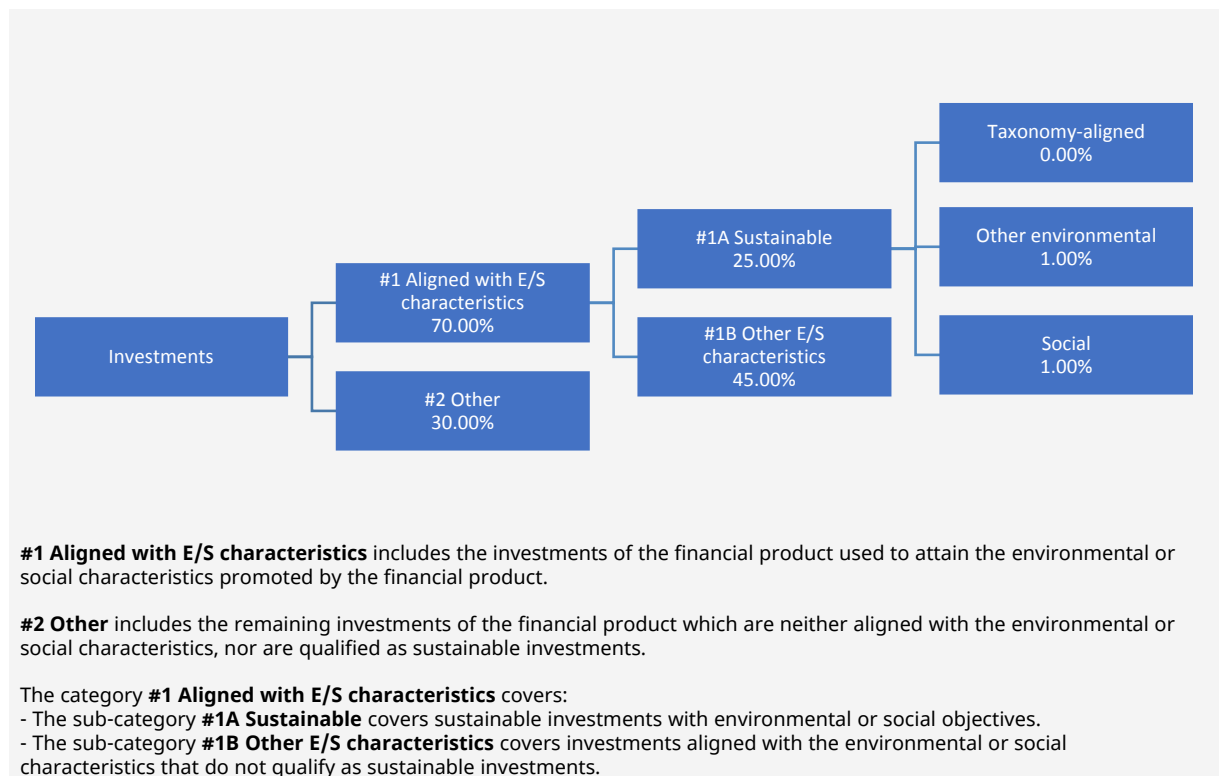 Investments
#1 Aligned with E/S
characteristics
70.00%
#2 Other
30.00%
#1A Sustainable
25.00%
#1B Other E/S
characteristics
45.00%
Taxonomy-aligned
0.00%
Other environmental
1.00%
Social
1.00%
#1 Aligned with E/S characteristics includes the investments of the financial product used to attain the environmental or
social characteristics promoted by the financial product.
#2 Other includes the remaining investments of the financial product which are neither aligned with the environmental or
social characteristics, nor are qualified as sustainable investments.
The category #1 Aligned with E/S characteristics covers:
- The sub-category #1A Sustainable covers sustainable investments with environmental or social objectives.
- The sub-category #1B Other E/S characteristics covers investments aligned with the environmental or social
characteristics that do not qualify as sustainable investments.